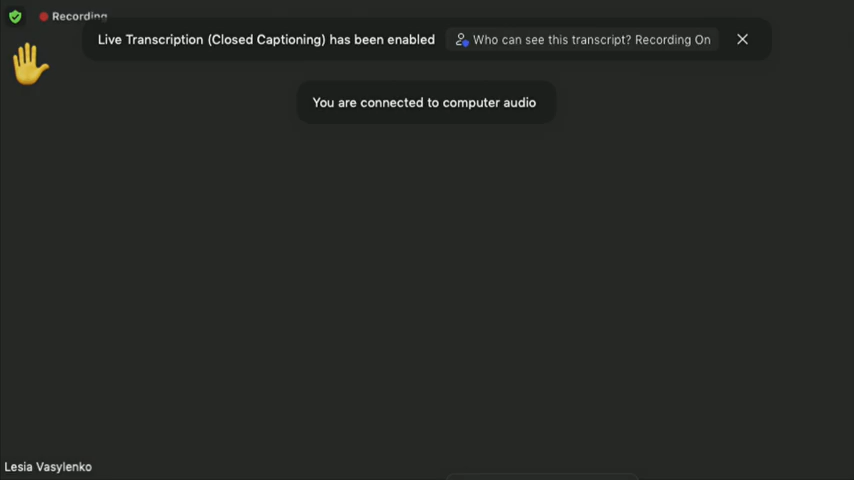 Recording
Live Transcription (Closed Captioning) has been enabled
Who can see this transcript? Recording On
You are connected to computer audio
Lesia Vasylenko